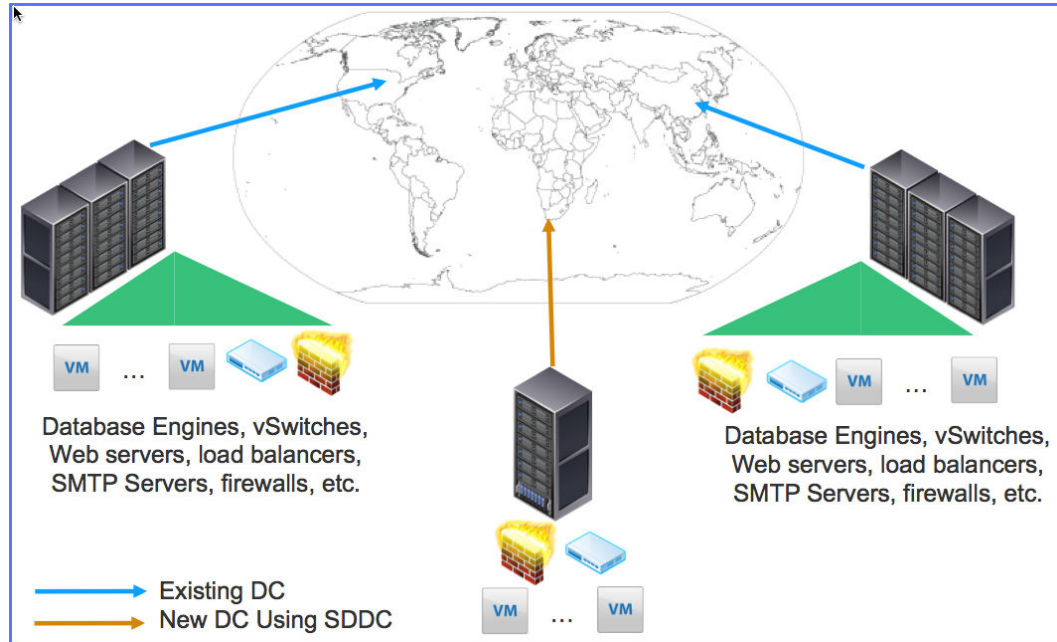 VM
...
VM
Database Engines, vSwitches,
Web servers, load balancers,
SMTP Servers, firewalls, etc.
VM
...
VM
Database Engines, vSwitches,
Web servers, load balancers,
SMTP Servers, firewalls, etc.
VM
...
VM
Existing DC
New DC Using SDDC